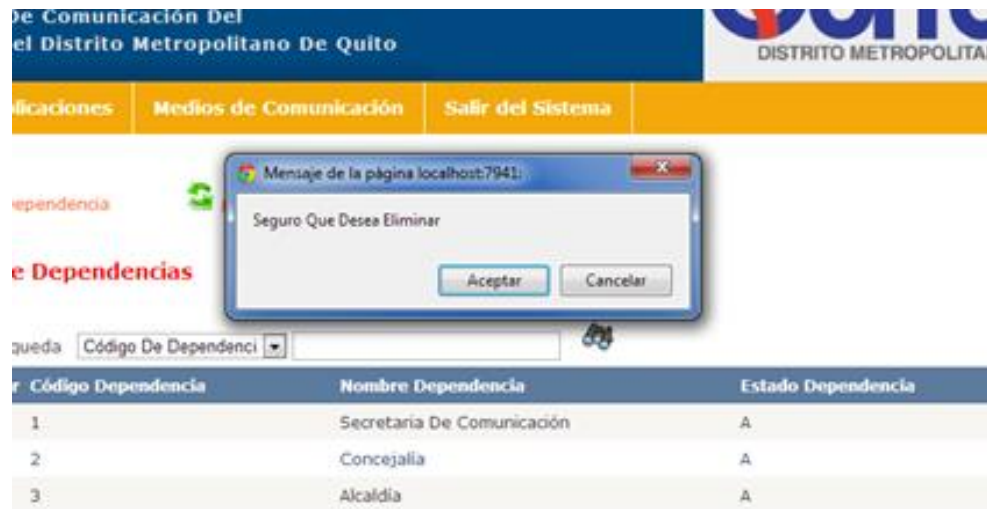 De Comunicación Del
el Distrito Metropolitano De Quito
DISTRITO METROPOLITA
licaciones Medios de Comunicación Salir del Sistema
Mensaje de la página localhost:7941:
ependencia
Seguro Que Desea Eliminar
e Dependencias
Aceptar Cancelar
queda Código De Dependenci
r Código Dependencia Nombre Dependencia Estado Dependencia
1 Secretaria De Comunicación A
2 Concejalía A
3 Alcaldía A